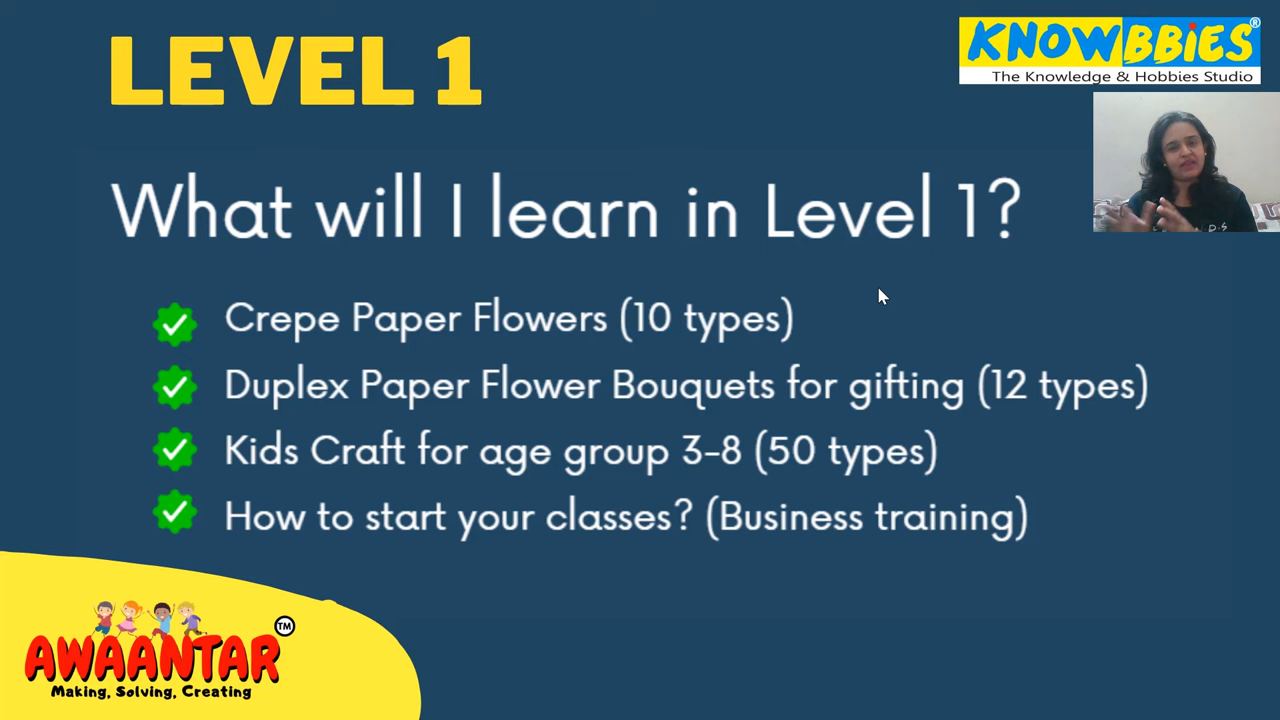 LEVEL 1
KNOWBBIES®
The Knowledge & Hobbies Studio
What will I learn in Level 1?
Crepe Paper Flowers (10 types)
Duplex Paper Flower Bouquets for gifting (12 types)
Kids Craft for age group 3-8 (50 types)
How to start your classes? (Business training)
AWAANTAR TM
Making, Solving, Creating